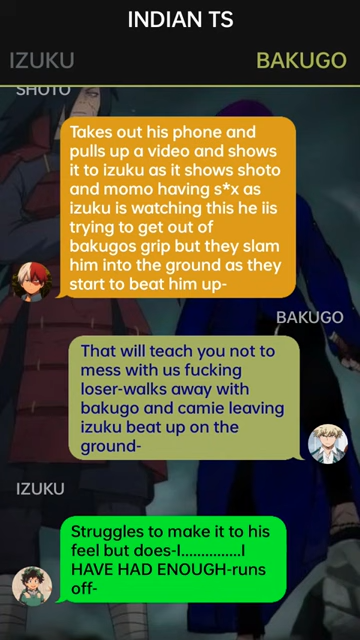 INDIAN TS
IZUKU
BAKUGO
SHOTO
Takes out his phone and
pulls up a video and shows
it to izuku as it shows shoto
and momo having s*x as
izuku is watching this he iis
trying to get out of
bakugos grip but they slam
him into the ground as they
start to beat him up-
BAKUGO
That will teach you not to
mess with us fucking
loser-walks away with
bakugo and camie leaving
izuku beat up on the
ground-
IZUKU
Struggles to make it to his
feel but does-I...............I
HAVE HAD ENOUGH-runs
off-